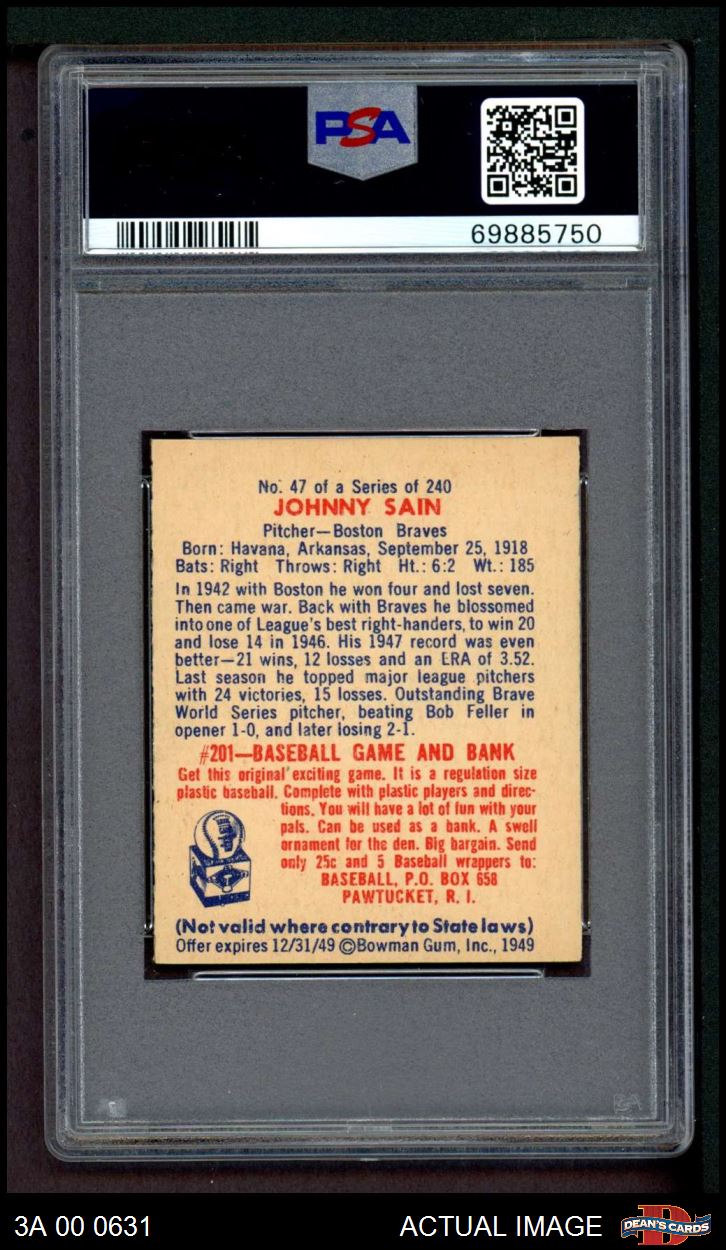 PSA
69885750
No. 47 of a Series of 240
JOHNNY SAIN
Pitcher—Boston Braves
Born: Havana, Arkansas, September 25, 1918
Bats: Right Throws: Right Ht.: 6:2 Wt.: 185
In 1942 with Boston he won four and lost seven.
Then came war. Back with Braves he blossomed
into one of League's best right-handers, to win 20
and lose 14 in 1946. His 1947 record was even
better—21 wins, 12 losses and an ERA of 3.52.
Last season he topped major league pitchers
with 24 victories, 15 losses. Outstanding Brave
World Series pitcher, beating Bob Feller in
opener 1-0, and later losing 2-1.
#201—BASEBALL GAME AND BANK
Get this original exciting game. It is a regulation size
plastic baseball. Complete with plastic players and direc-
tions. You will have a lot of fun with your
pals. Can be used as a bank. A swell
ornament for the den. Big bargain. Send
only 25c and 5 Baseball wrappers to:
BASEBALL, P.O. BOX 658
PAWTUCKET, R. I.
(Not valid where contrary to State laws)
Offer expires 12/31/49 ©Bowman Gum, Inc., 1949
3A 00 0631
ACTUAL IMAGE
DEAN'S CARDS